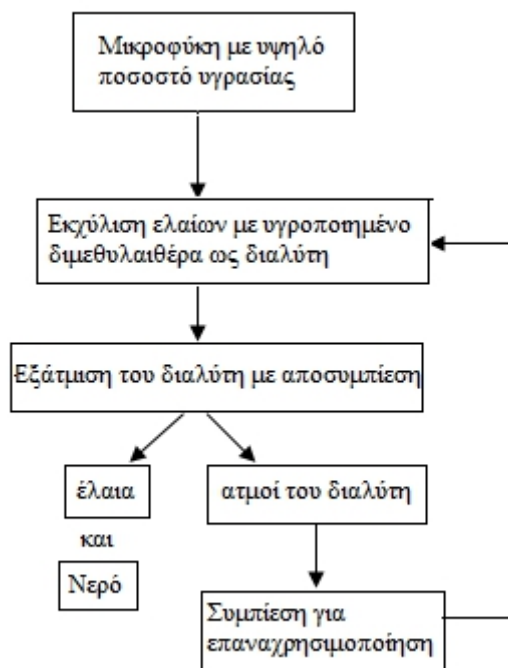 Μικροφύκη με υψηλό
ποσοστό υγρασίας
Εκχύλιση ελαίων με υγροποιημένο
διμεθυλαιθέρα ως διαλύτη
Εξάτμιση του διαλύτη με αποσυμπίεση
έλαια
ατμοί του διαλύτη
και
Νερό
Συμπίεση για
επαναχρησιμοποίηση